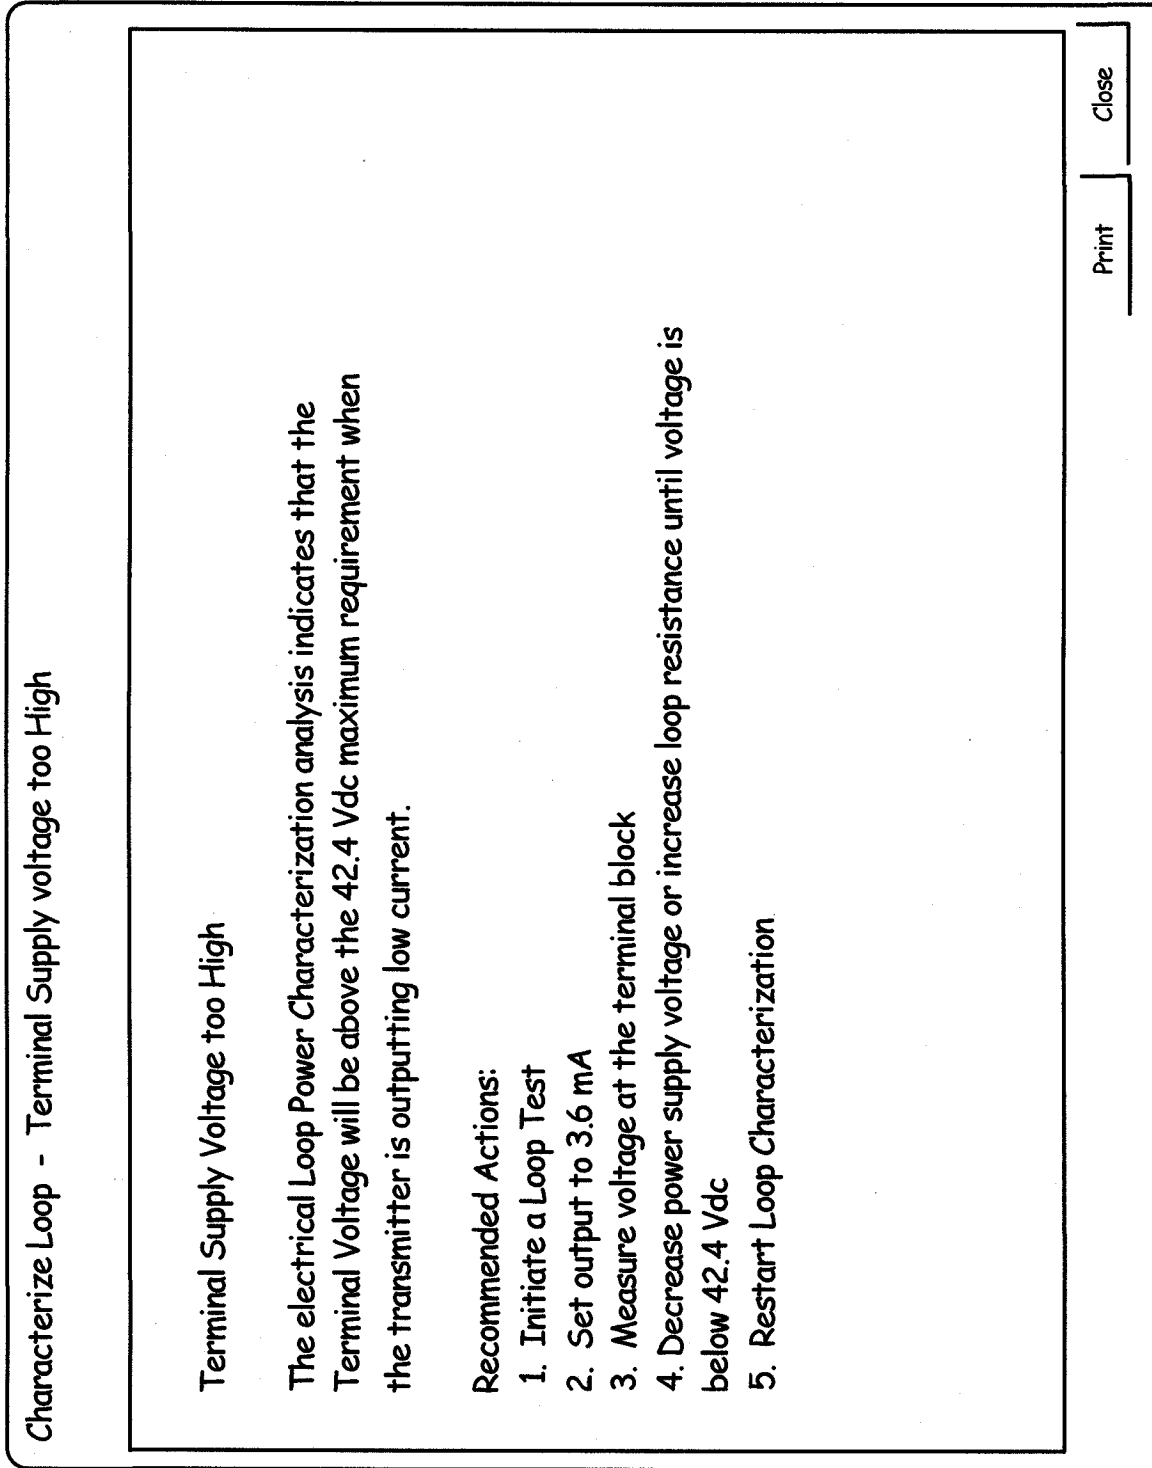 Characterize Loop - Terminal Supply voltage too High
Terminal Supply Voltage too High
The electrical Loop Power Characterization analysis indicates that the
Terminal Voltage will be above the 42.4 Vdc maximum requirement when
the transmitter is outputting low current.
Recommended Actions:
1. Initiate a Loop Test
2. Set output to 3.6 mA
3. Measure voltage at the terminal block
4. Decrease power supply voltage or increase loop resistance until voltage is
below 42.4 Vdc
5. Restart Loop Characterization
Print
Close